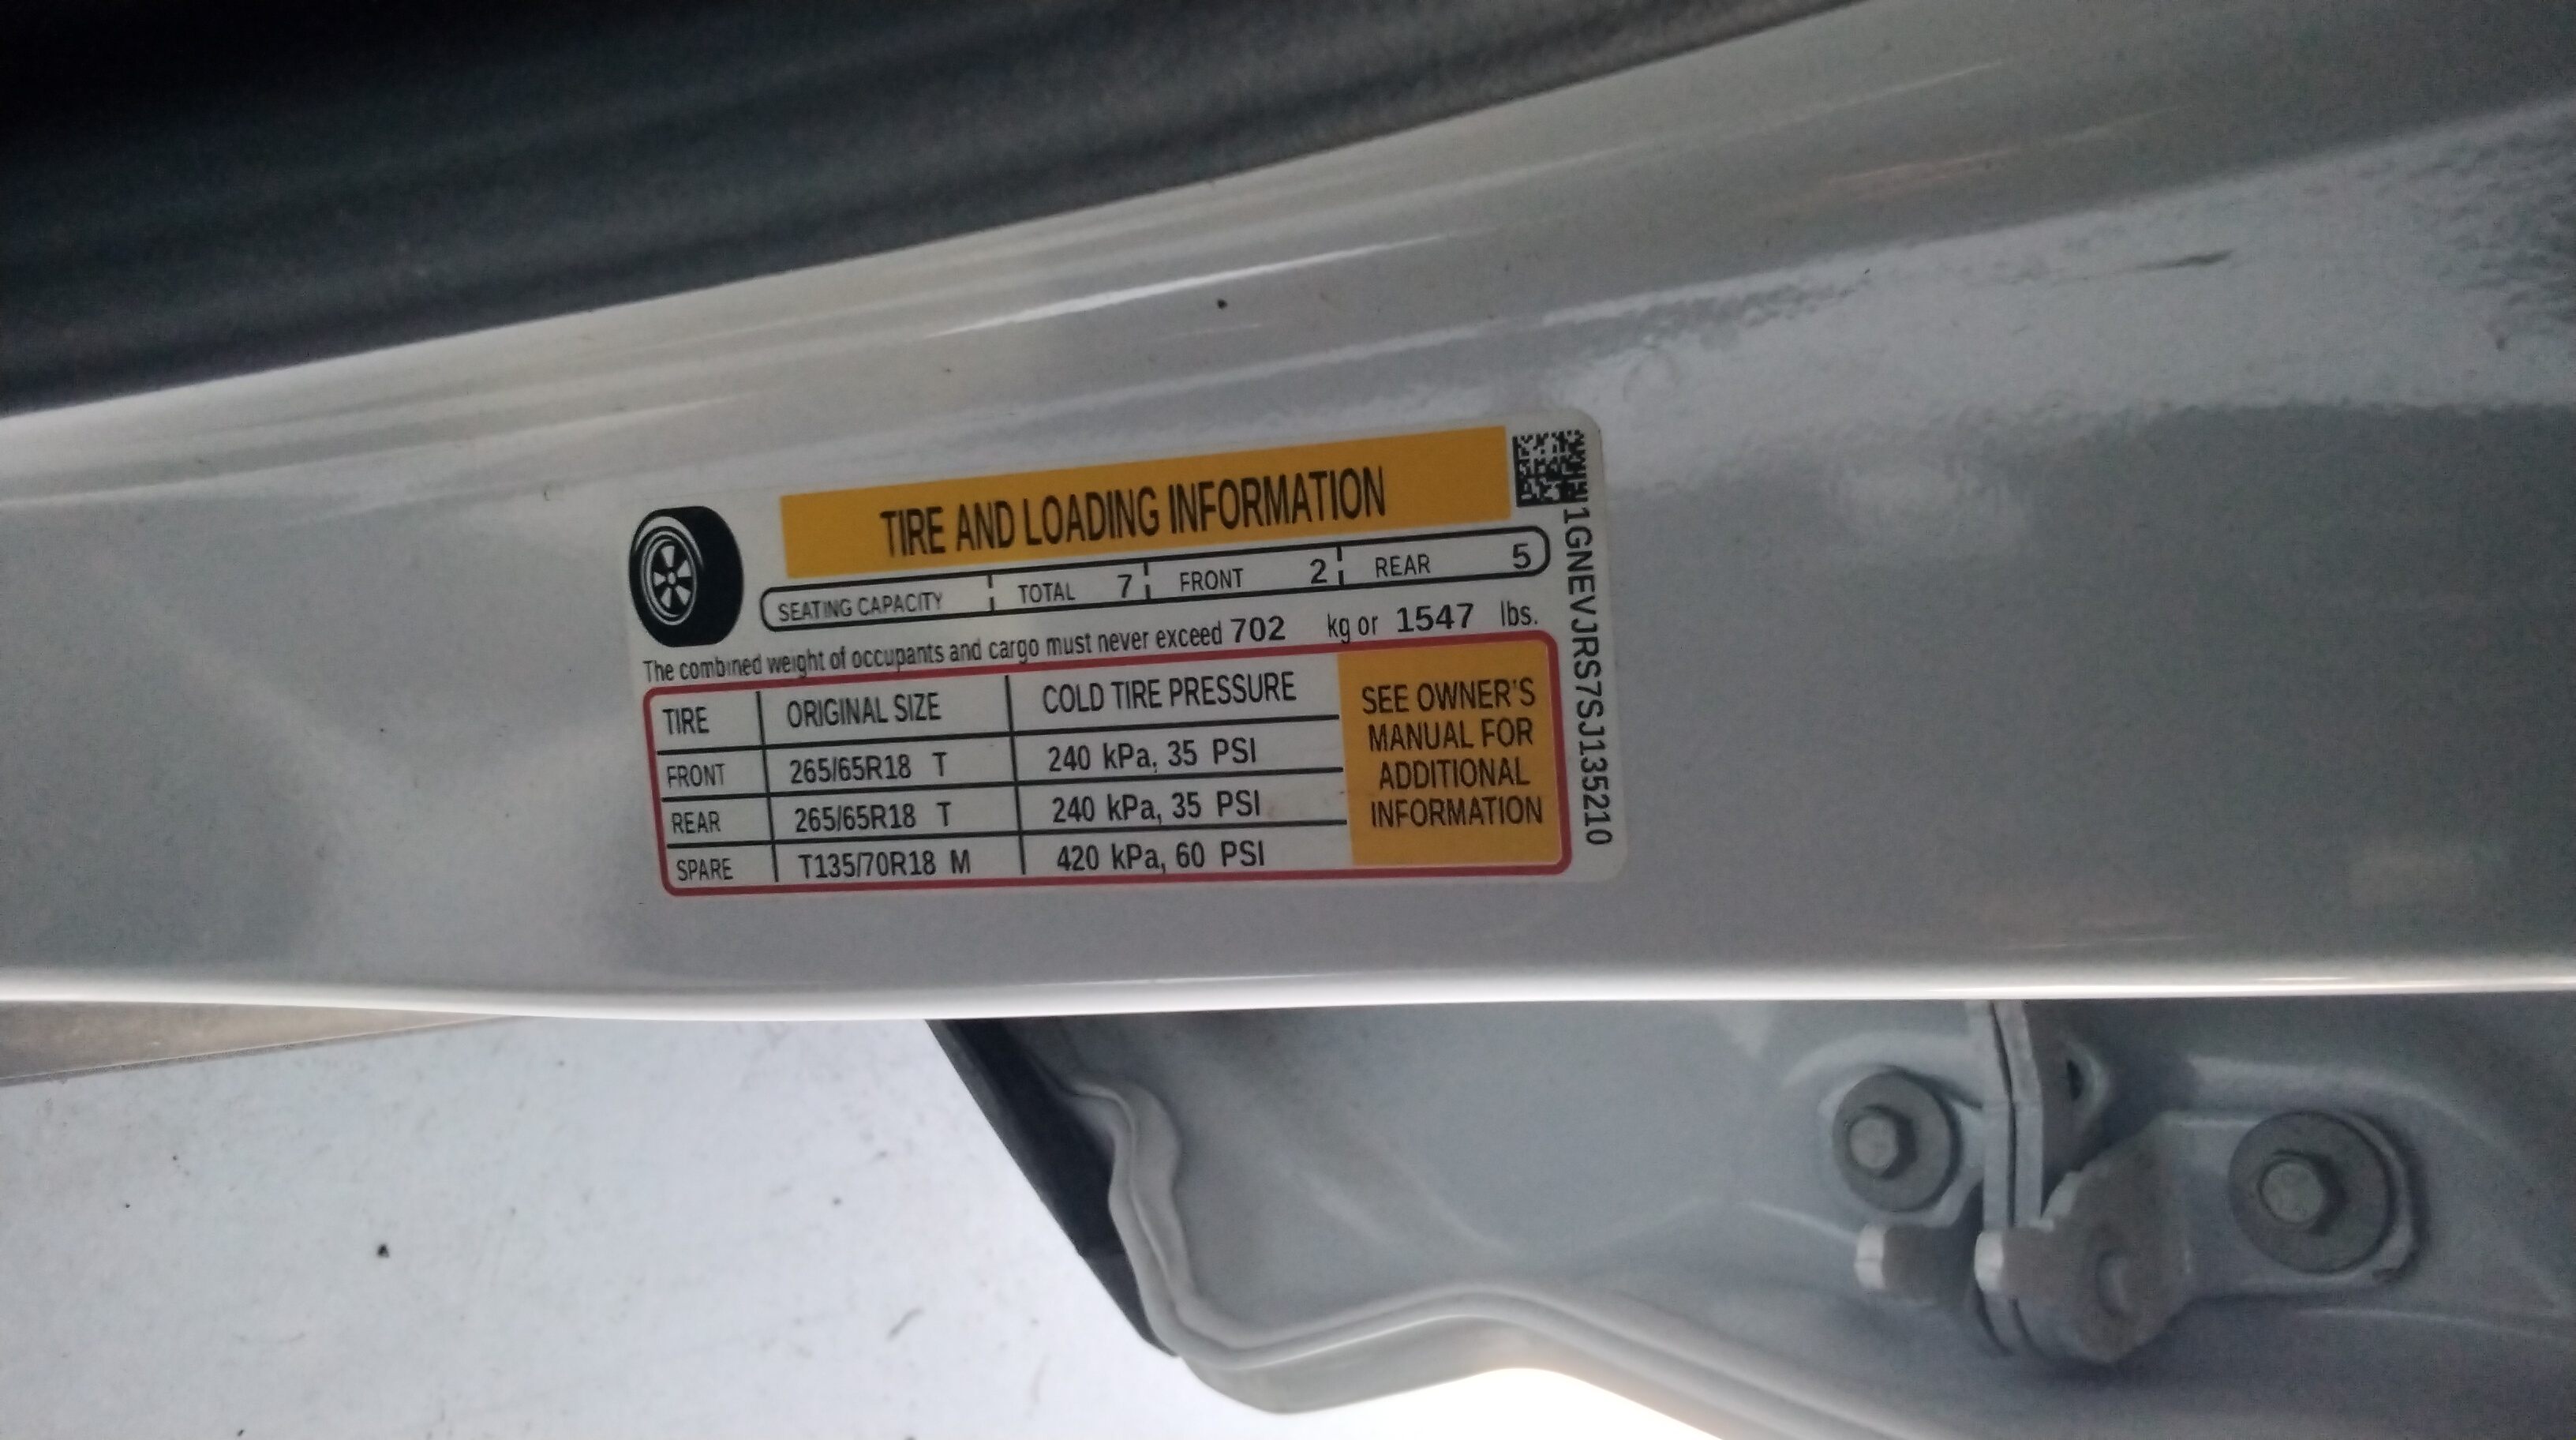 TIRE AND LOADING INFORMATION
SEATING CAPACITY TOTAL 7 FRONT 2 REAR 5
The combined weight of occupants and cargo must never exceed 702 kg or 1547 lbs.
TIRE ORIGINAL SIZE COLD TIRE PRESSURE
FRONT 265/65R18 T 240 kPa, 35 PSI
REAR 265/65R18 T 240 kPa, 35 PSI
SPARE T135/70R18 M 420 kPa, 60 PSI
SEE OWNER'S
MANUAL FOR
ADDITIONAL
INFORMATION
1GNEVJRS7SJ135210